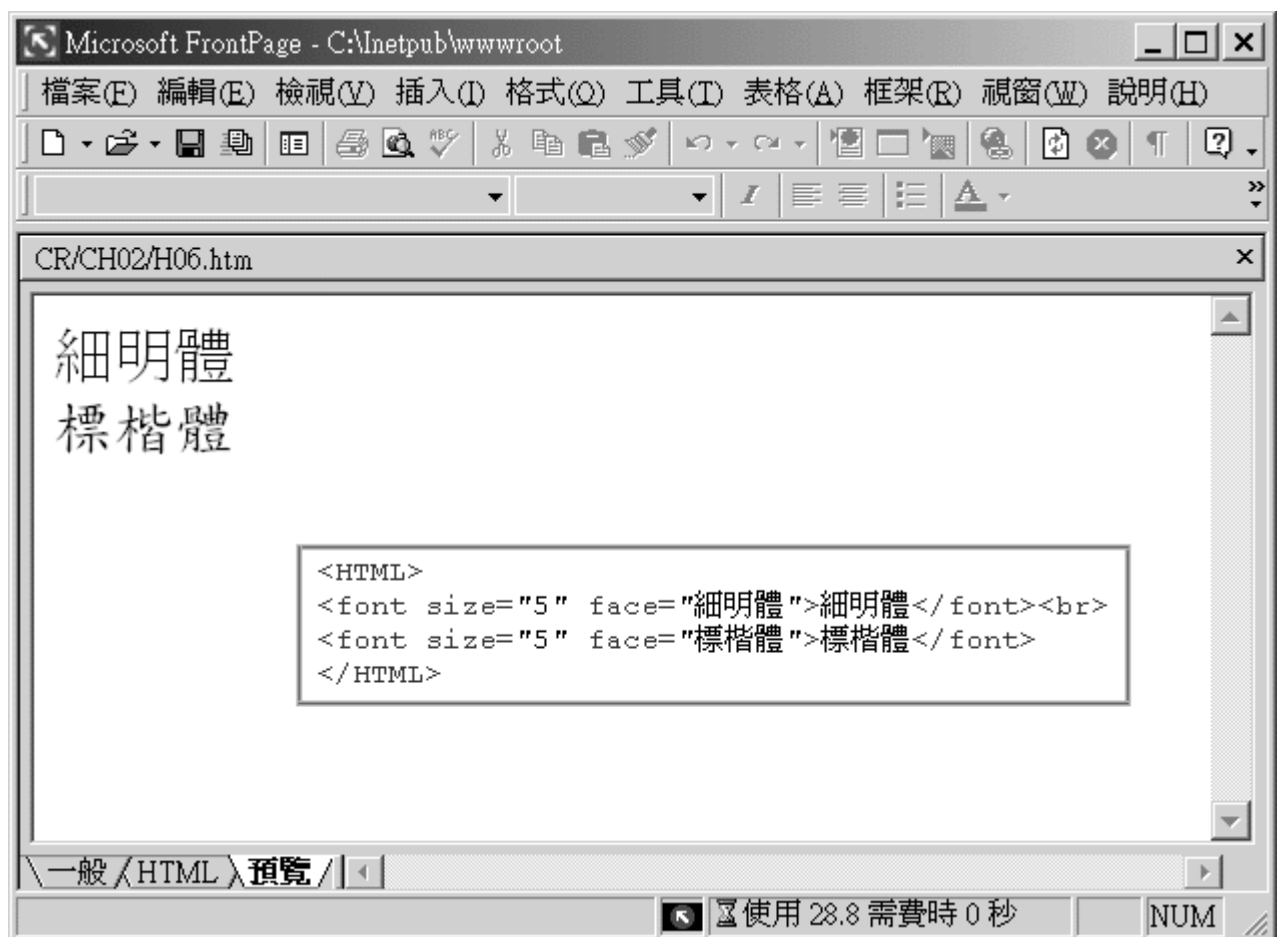 Microsoft FrontPage - C:\Inetpub\wwwroot
檔案(F) 編輯(E) 檢視(V) 插入(I) 格式(O) 工具(T) 表格(A) 框架(R) 視窗(W) 說明(H)
ABC
I A
CR/CH02/H06.htm
細明體
標楷體
<HTML>
<font size="5" face="細明體">細明體</font><br>
<font size="5" face="標楷體">標楷體</font>
</HTML>
一般 HTML 預覽
使用 28.8 需費時 0 秒 NUM